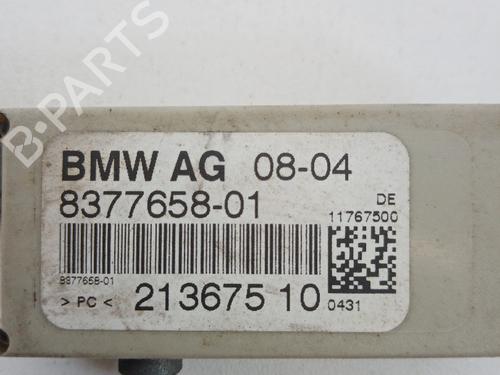 B-PARTS
BMW AG 08-04
8377658-01
DE
11767500
8377658-01
> PC < 213675 10
0431